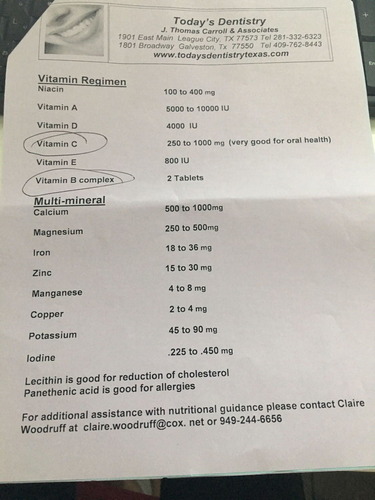 Today's Dentistry
J. Thomas Carroll & Associates
1901 East Main League City, TX 77573 Tel 281-332-6323
1801 Broadway Galveston, Tx 77550 Tel 409-762-8443
www.todaysdentistrytexas.com
Vitamin Regimen
Niacin 100 to 400 mg
Vitamin A 5000 to 10000 IU
Vitamin D 4000 IU
Vitamin C 250 to 1000 mg (very good for oral health)
Vitamin E 800 IU
Vitamin B complex 2 Tablets
Multi-mineral
Calcium 500 to 1000mg
Magnesium 250 to 500mg
Iron 18 to 36 mg
Zinc 15 to 30 mg
Manganese 4 to 8 mg
Copper 2 to 4 mg
Potassium 45 to 90 mg
Iodine .225 to .450 mg
Lecithin is good for reduction of cholesterol
Panethenic acid is good for allergies
For additional assistance with nutritional guidance please contact Claire
Woodruff at claire.woodruff@cox. net or 949-244-6656